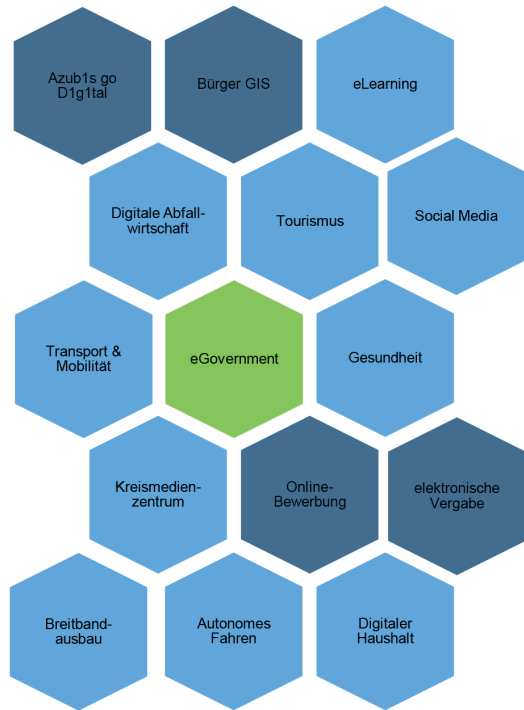 Azub1s go
D1g1tal
Bürger GIS
eLearning
Digitale Abfall-
wirtschaft
Tourismus
Social Media
Transport &
Mobilität
eGovernment
Gesundheit
Kreismedien-
zentrum
Online-
Bewerbung
elektronische
Vergabe
Breitband-
ausbau
Autonomes
Fahren
Digitaler
Haushalt